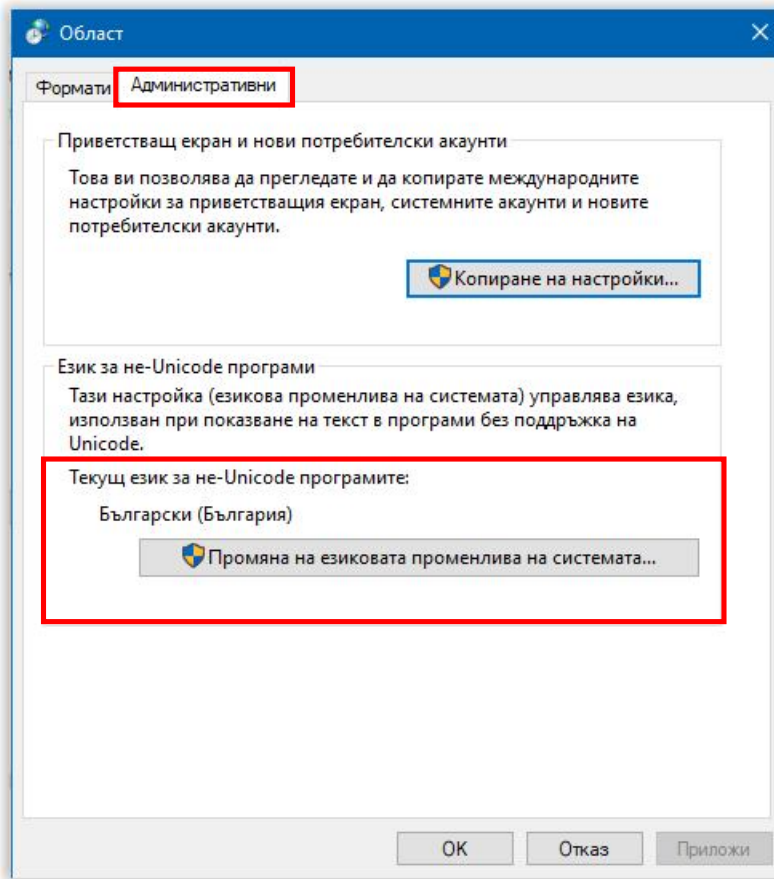 Област
Формати
Административни
Приветстващ екран и нови потребителски акаунти
Това ви позволява да прегледате и да копирате международните
настройки за приветстващия екран, системните акаунти и новите
потребителски акаунти.
Копиране на настройки...
Език за не-Unicode програми
Тази настройка (езикова променлива на системата) управлява езика,
използван при показване на текст в програми без поддръжка на
Unicode.
Текущ език за не-Unicode програмите:
Български (България)
Промяна на езиковата променлива на системата...
OK
Отказ
Приложи